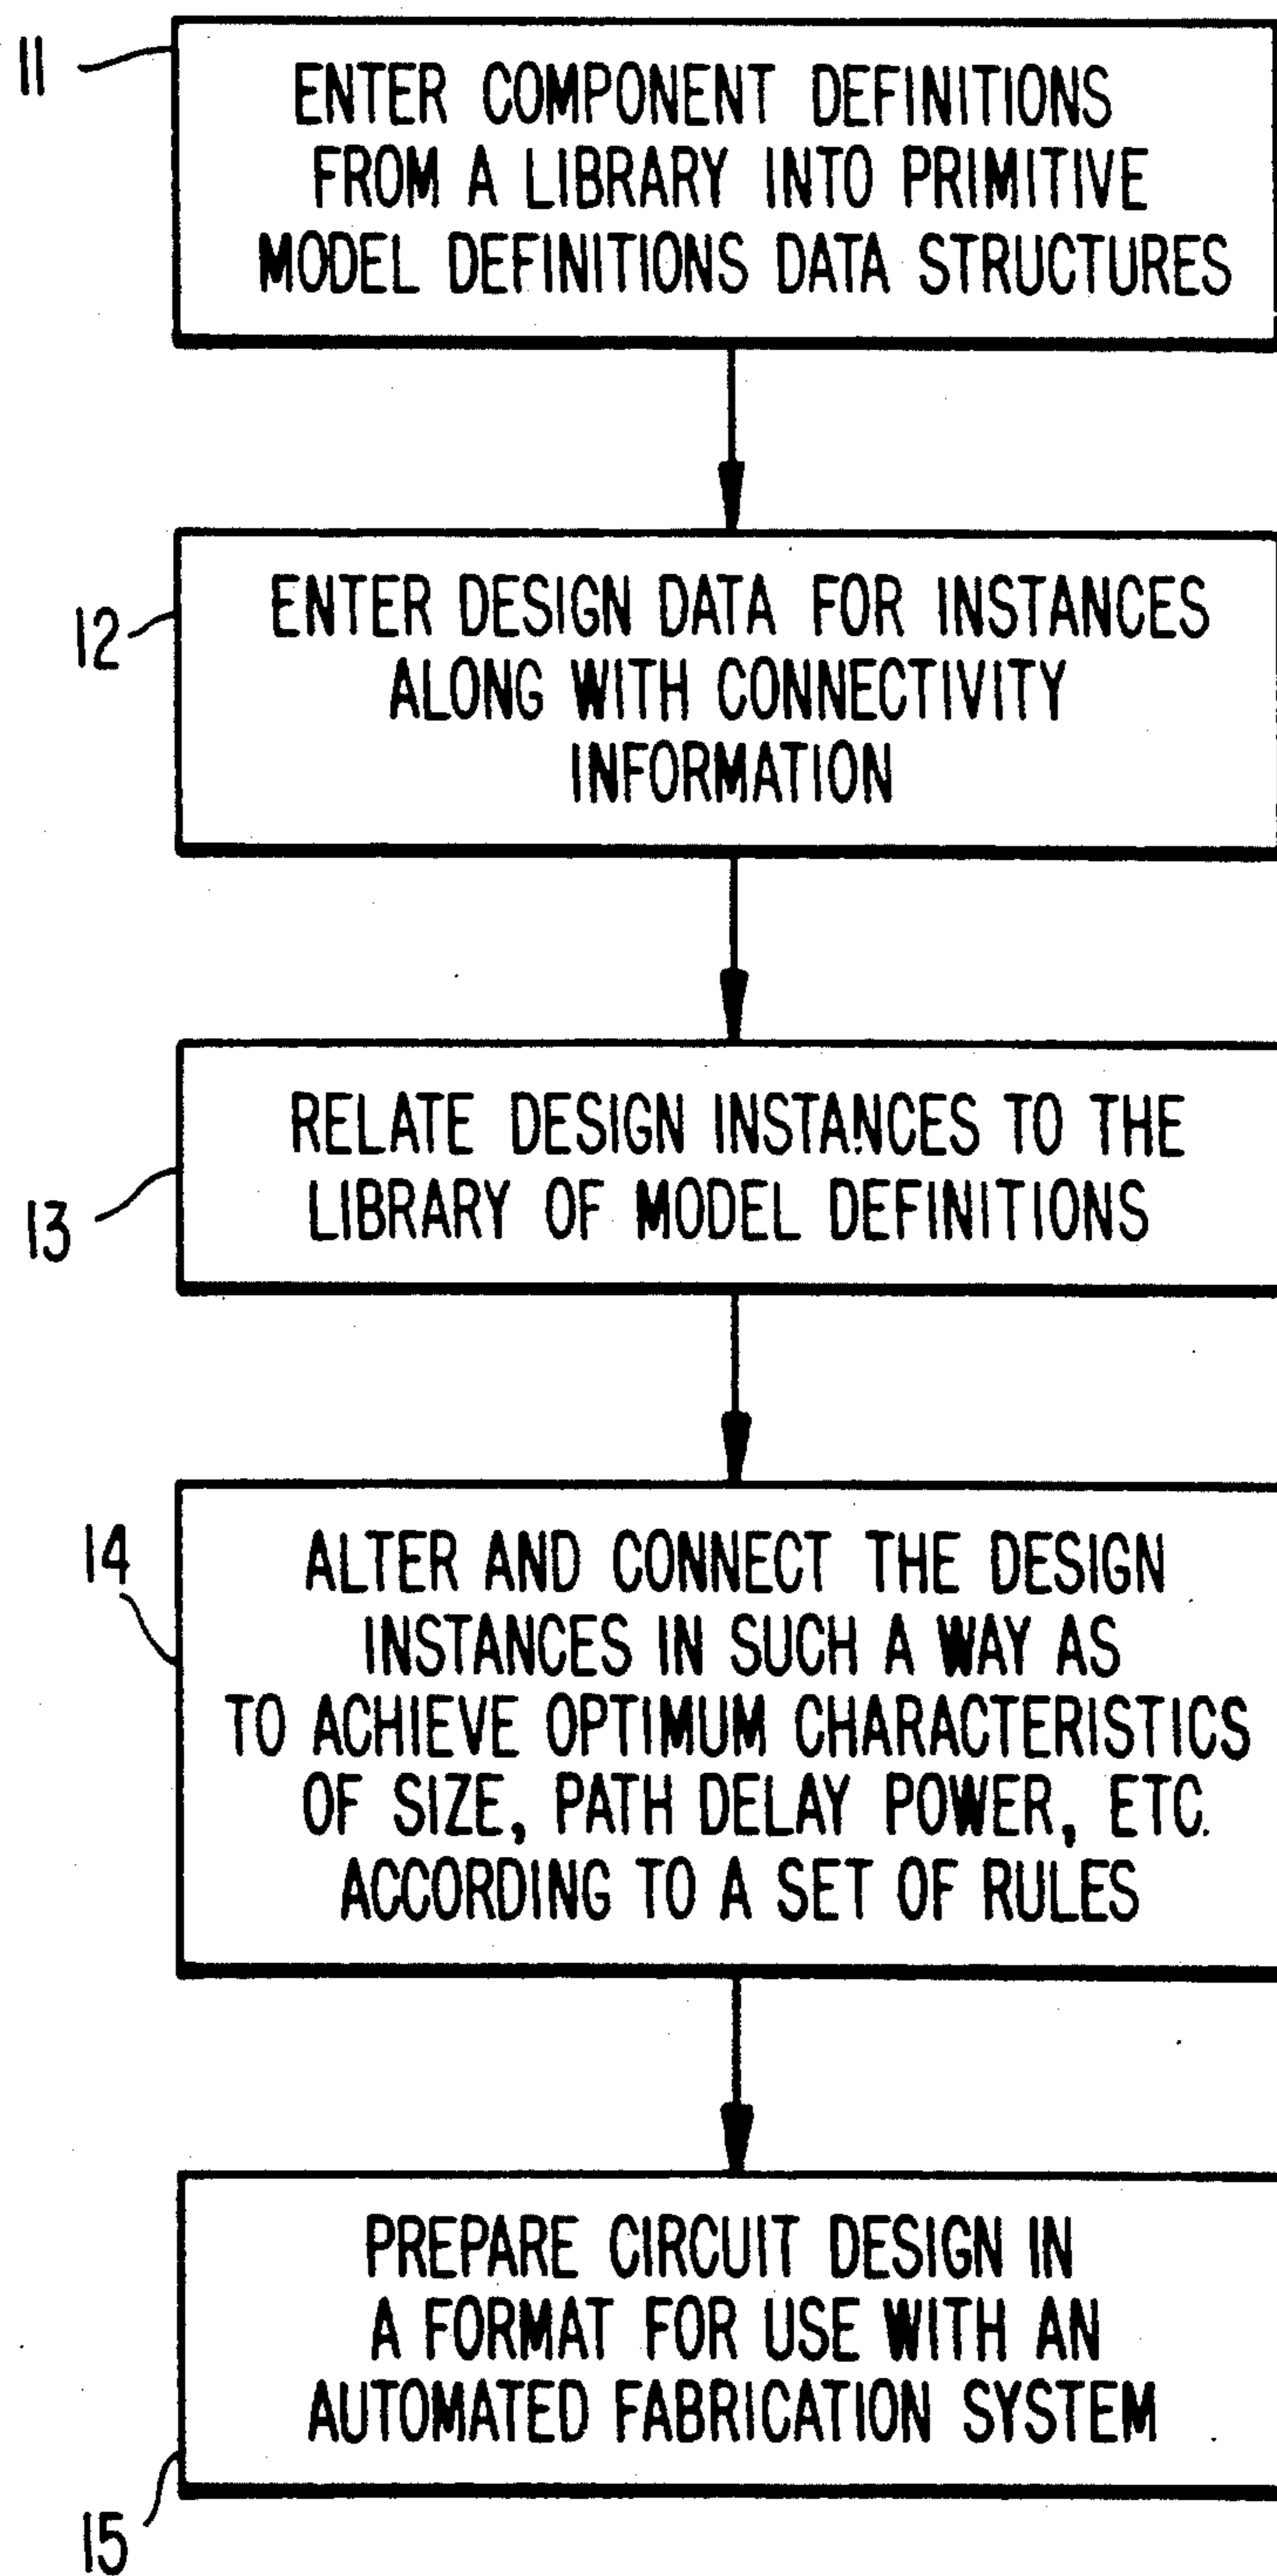 11
ENTER COMPONENT DEFINITIONS
FROM A LIBRARY INTO PRIMITIVE
MODEL DEFINITIONS DATA STRUCTURES
12
ENTER DESIGN DATA FOR INSTANCES
ALONG WITH CONNECTIVITY
INFORMATION
13
RELATE DESIGN INSTANCES TO THE
LIBRARY OF MODEL DEFINITIONS
14
ALTER AND CONNECT THE DESIGN
INSTANCES IN SUCH A WAY AS
TO ACHIEVE OPTIMUM CHARACTERISTICS
OF SIZE, PATH DELAY POWER, ETC.
ACCORDING TO A SET OF RULES
15
PREPARE CIRCUIT DESIGN IN
A FORMAT FOR USE WITH AN
AUTOMATED FABRICATION SYSTEM